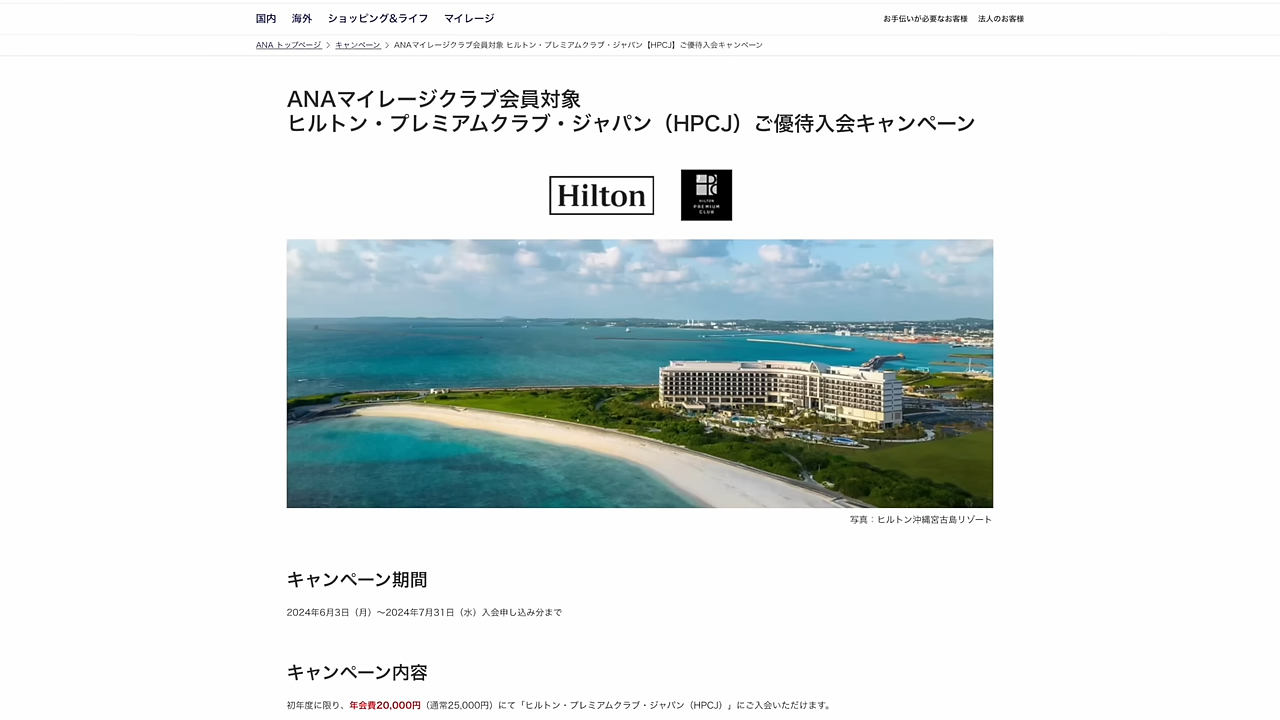 国内 海外 ショッピング&ライフ マイレージ お手伝いが必要なお客様 法人のお客様
ANA トップページ > キャンペーン > ANAマイレージクラブ会員対象 ヒルトン・プレミアムクラブ・ジャパン【HPCJ】ご優待入会キャンペーン
ANAマイレージクラブ会員対象
ヒルトン・プレミアムクラブ・ジャパン（HPCJ）ご優待入会キャンペーン
Hilton
HILTON
PREMIUM
CLUB
写真：ヒルトン沖縄宮古島リゾート
キャンペーン期間
2024年6月3日（月）〜2024年7月31日（水）入会申し込み分まで
キャンペーン内容
初年度に限り、年会費20,000円（通常25,000円）にて「ヒルトン・プレミアムクラブ・ジャパン（HPCJ）」にご入会いただけます。